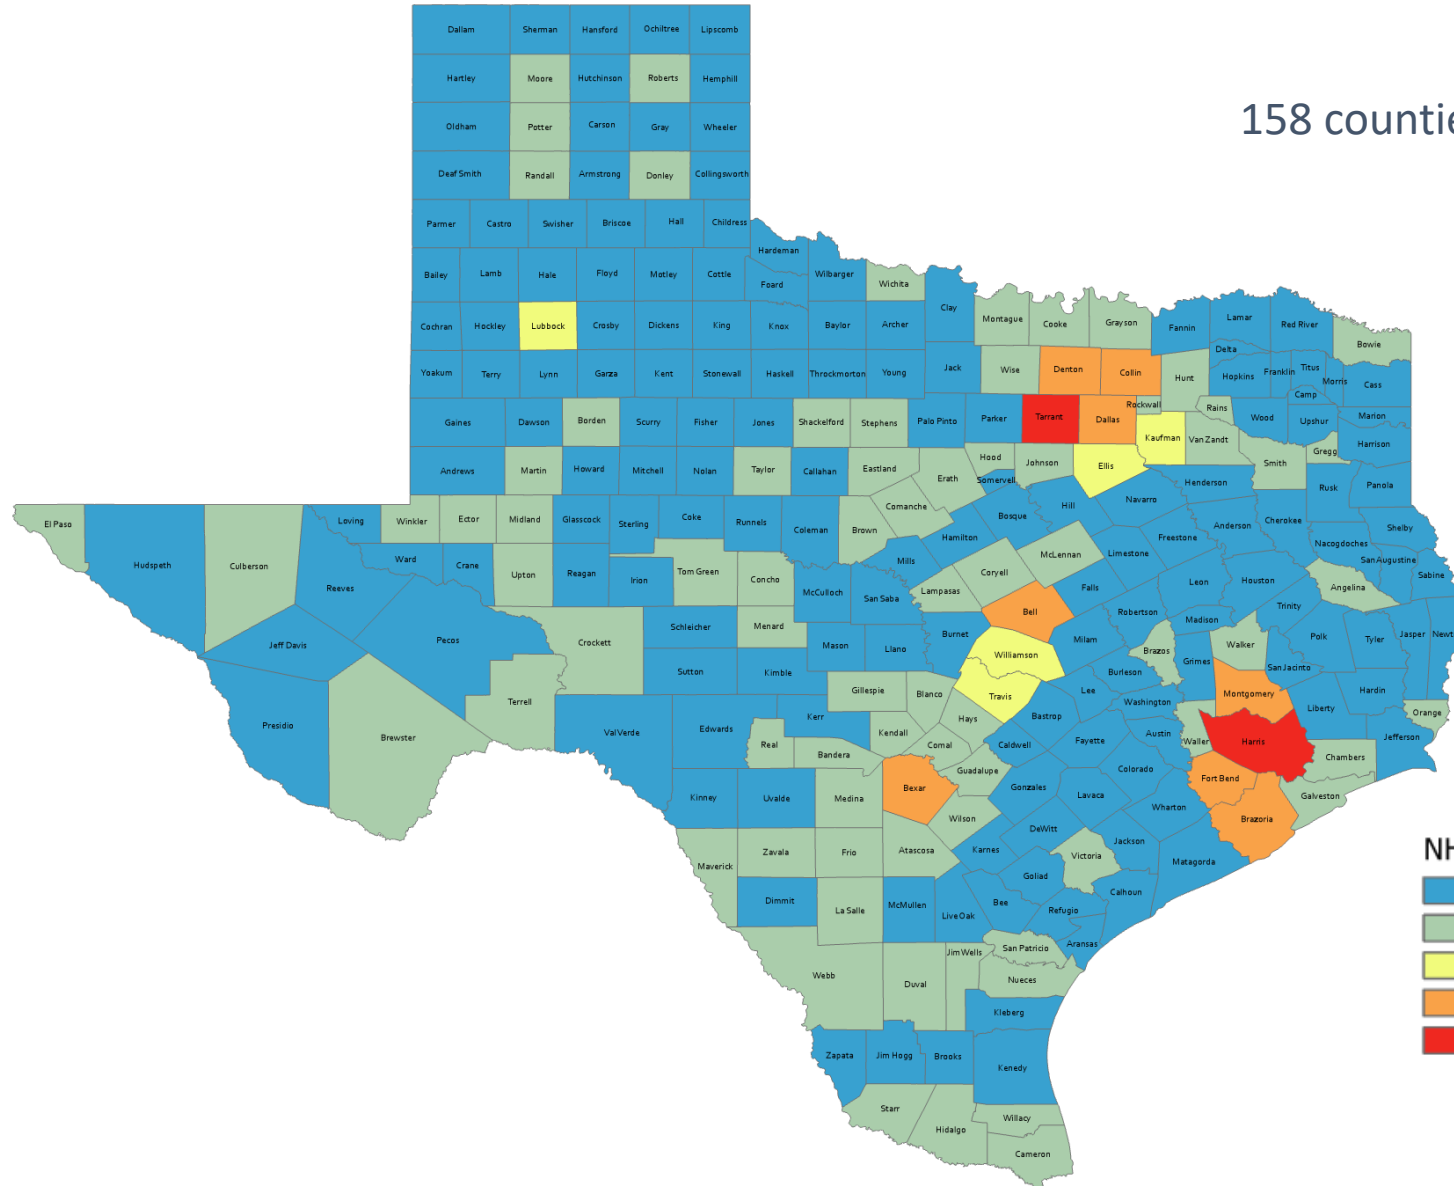 Dallam Sherman Hansford Ochiltree Lipscomb
Hartley Moore Hutchinson Roberts Hemphill
158 countie
Oldham Potter Carson Gray Wheeler
Deaf Smith Randall Armstrong Donley Collingsworth
Parmer Castro Swisher Briscoe Hall Childress
Hardeman
Bailey Lamb Hale Floyd Motley Cottle Foard Wilbarger Wichita
Clay Montague Cooke Grayson Fannin Lamar Red River Bowie
Cochran Hockley Lubbock Crosby Dickens King Knox Baylor Archer
Delta
Yoakum Terry Lynn Garza Kent Stonewall Haskell Throckmorton Young Jack Wise Denton Collin Hunt Hopkins Franklin Titus Morris Cass
Camp
Gaines Dawson Borden Scurry Fisher Jones Shackelford Stephens Palo Pinto Parker Tarrant Dallas Rockwall Rains Wood Upshur Marion
Kaufman Van Zandt Harrison
Andrews Martin Howard Mitchell Nolan Taylor Callahan Eastland Erath Hood Johnson Ellis Smith Gregg
Somervell Henderson Rusk Panola
El Paso Hudspeth Culberson Loving Winkler Ector Midland Glasscock Sterling Coke Runnels Coleman Brown Comanche Bosque Hill Navarro
Hamilton Freestone Anderson Cherokee Nacogdoches Shelby
Ward Crane Upton Reagan Irion Tom Green Concho Mills McLennan Limestone San Augustine Sabine
Reeves McCulloch San Saba Lampasas Coryell Falls Leon Houston Angelina
Jeff Davis Pecos Crockett Schleicher Menard Bell Robertson Madison Trinity
Mason Llano Burnet Milam Brazos Grimes Walker Polk Tyler Jasper Newt
Sutton Kimble Williamson Burleson San Jacinto
Terrell Gillespie Blanco Travis Lee Washington Montgomery Liberty Hardin
Presidio Brewster Val Verde Edwards Kerr Kendall Hays Bastrop Austin Orange
Real Bandera Comal Caldwell Fayette Waller Harris Jefferson
Guadalupe Colorado Fort Bend Chambers
Kinney Uvalde Medina Bexar Gonzales Lavaca Wharton Galveston
Wilson Brazoria
Maverick Zavala Frio Atascosa Karnes DeWitt Jackson
Victoria Matagorda
NH
Goliad
Dimmit La Salle McMullen Live Oak Bee Refugio Calhoun
Aransas
Webb Duval Jim Wells San Patricio
Nueces
Kleberg
Zapata Jim Hogg Brooks Kenedy
Starr Hidalgo Willacy
Cameron